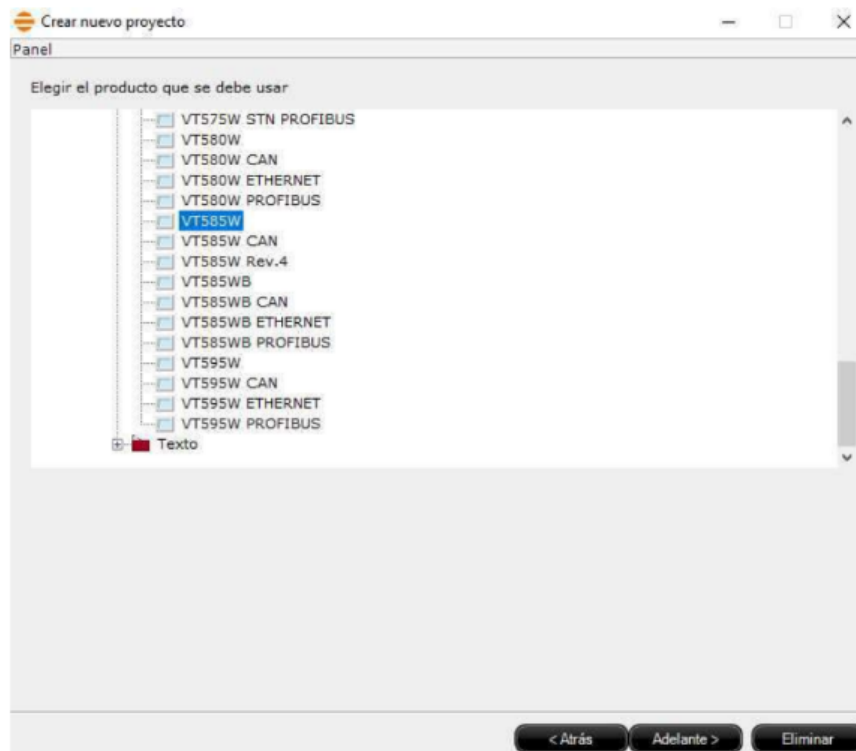 Crear nuevo proyecto
Panel
Elegir el producto que se debe usar
VT575W STN PROFIBUS
VT580W
VT580W CAN
VT580W ETHERNET
VT580W PROFIBUS
VT585W
VT585W CAN
VT585W Rev.4
VT585WB
VT585WB CAN
VT585WB ETHERNET
VT585WB PROFIBUS
VT595W
VT595W CAN
VT595W ETHERNET
VT595W PROFIBUS
Texto
< Atrás Adelante > Eliminar